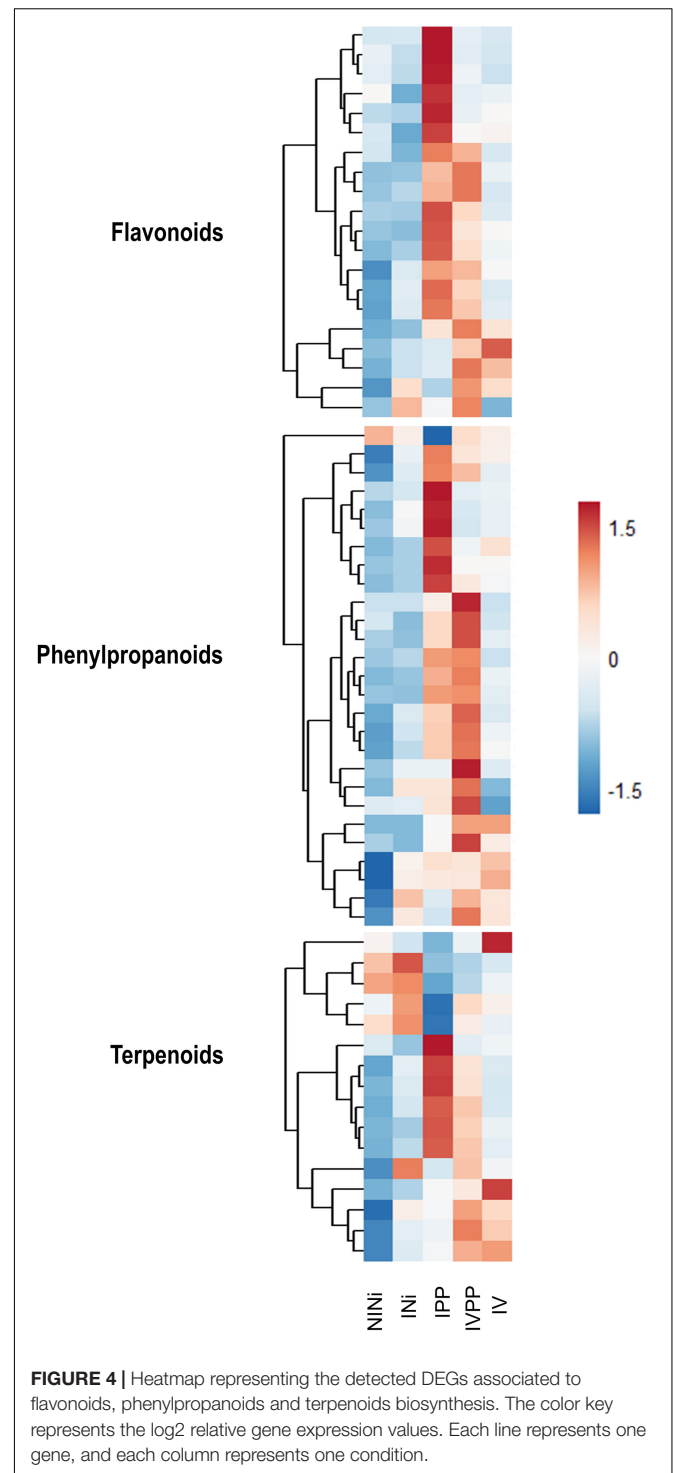 Flavonoids
Phenylpropanoids
Terpenoids
1.5
0
-1.5
NINi
INi
IPP
IVPP
IV
FIGURE 4 | Heatmap representing the detected DEGs associated to
flavonoids, phenylpropanoids and terpenoids biosynthesis. The color key
represents the log2 relative gene expression values. Each line represents one
gene, and each column represents one condition.